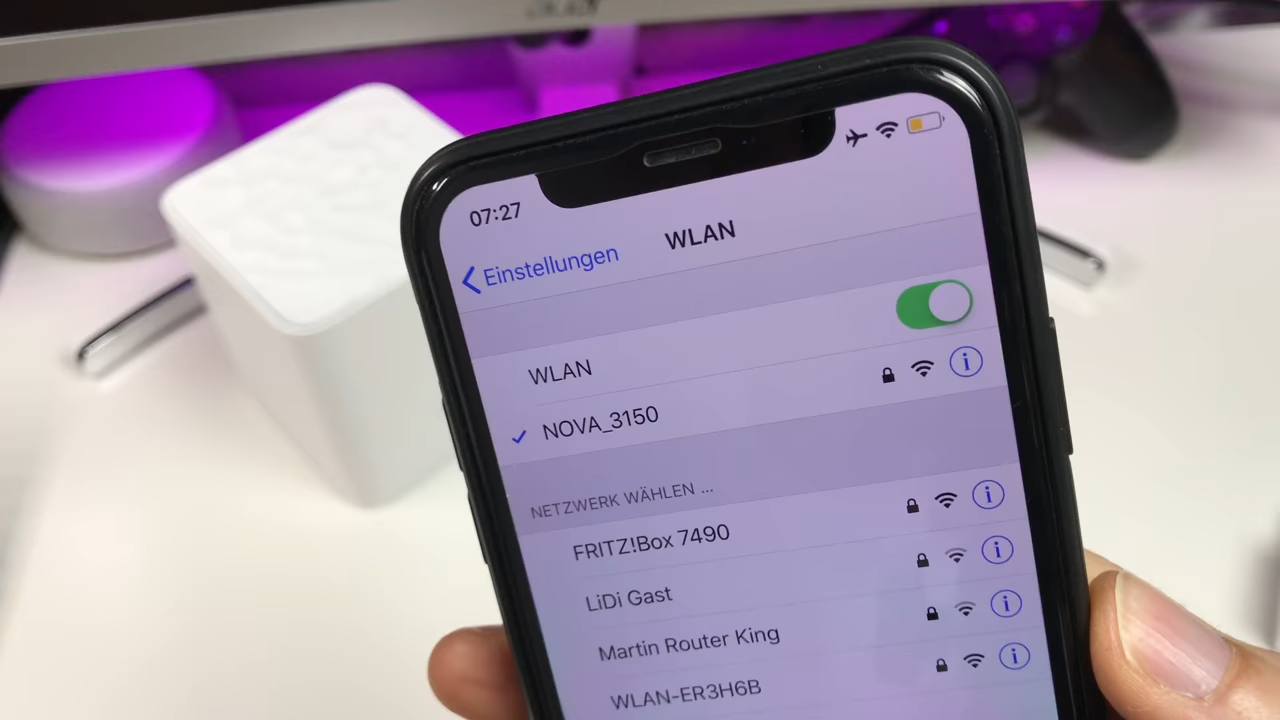 07:27
Einstellungen
WLAN
WLAN
NOVA_3150
NETZWERK WÄHLEN ...
FRITZ!Box 7490
LiDi Gast
Martin Router King
WLAN-ER3H6B